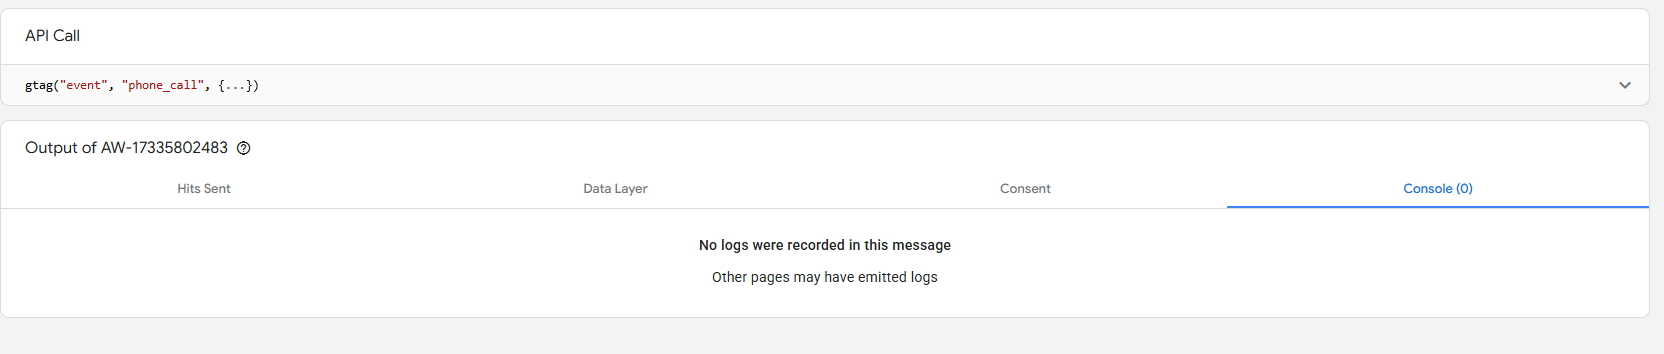 API Call
gtag("event", "phone_call", {...})
Output of AW-17335802483
Hits Sent
Data Layer
Consent
Console (0)
No logs were recorded in this message
Other pages may have emitted logs